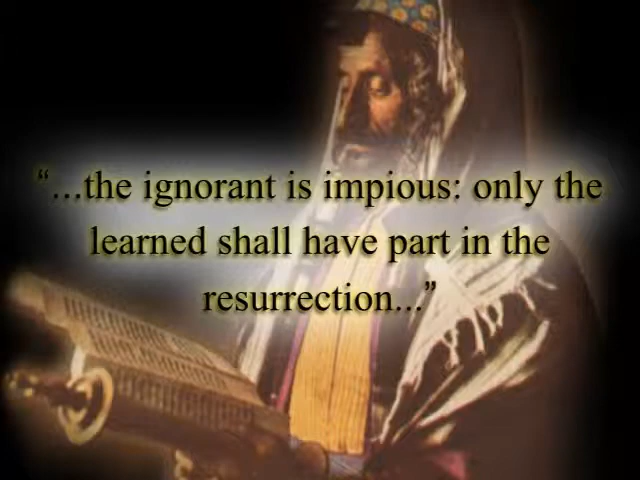 “...the ignorant is impious: only the
learned shall have part in the
resurrection...”